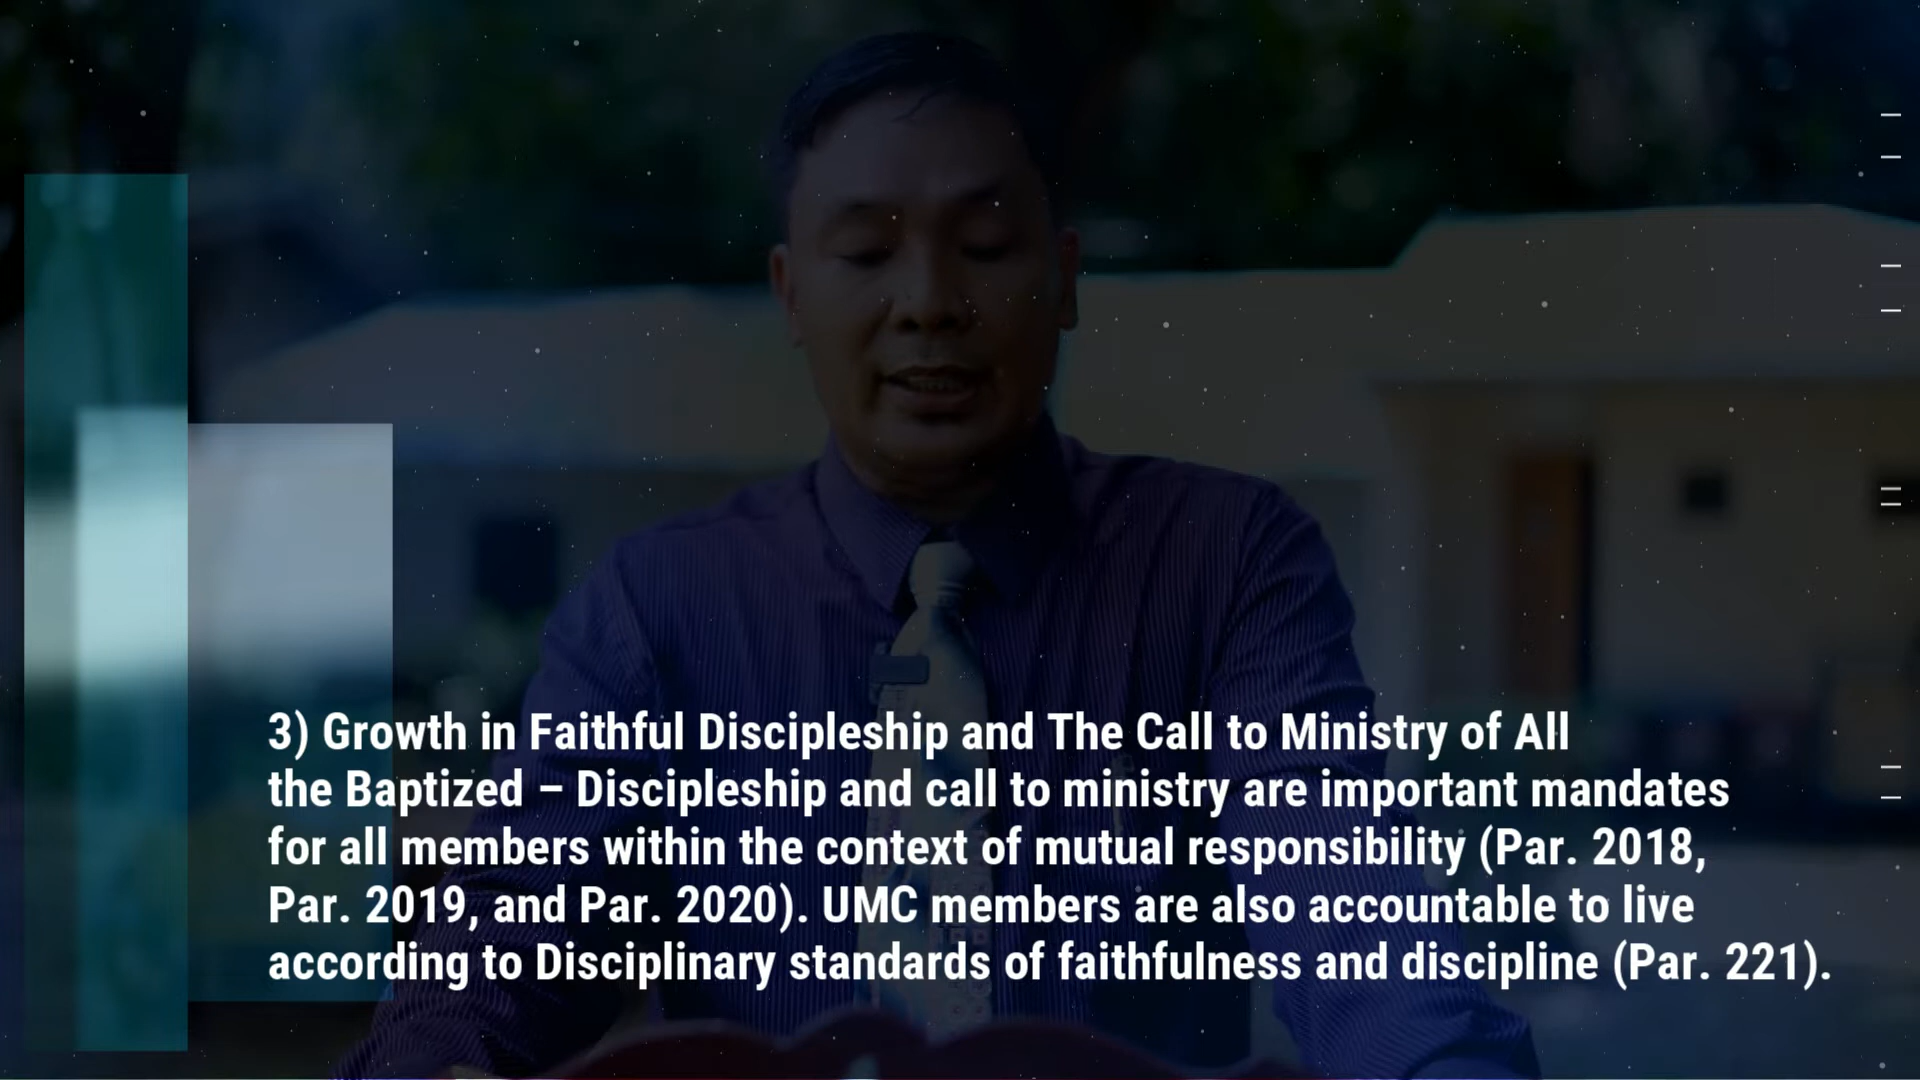 3) Growth in Faithful Discipleship and The Call to Ministry of All
the Baptized – Discipleship and call to ministry are important mandates
for all members within the context of mutual responsibility (Par. 2018,
Par. 2019, and Par. 2020). UMC members are also accountable to live
according to Disciplinary standards of faithfulness and discipline (Par. 221).